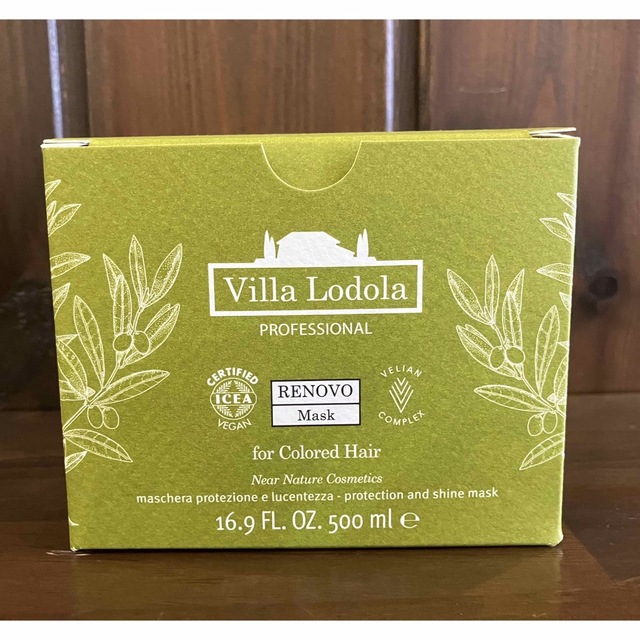 Villa Lodola
PROFESSIONAL
CERTIFIED
ICEA
VEGAN
RENOVO
Mask
VELIAN
COMPLEX
for Colored Hair
Near Nature Cosmetics
maschera protezione e lucentezza - protection and shine mask
16.9 FL. OZ. 500 ml ℮